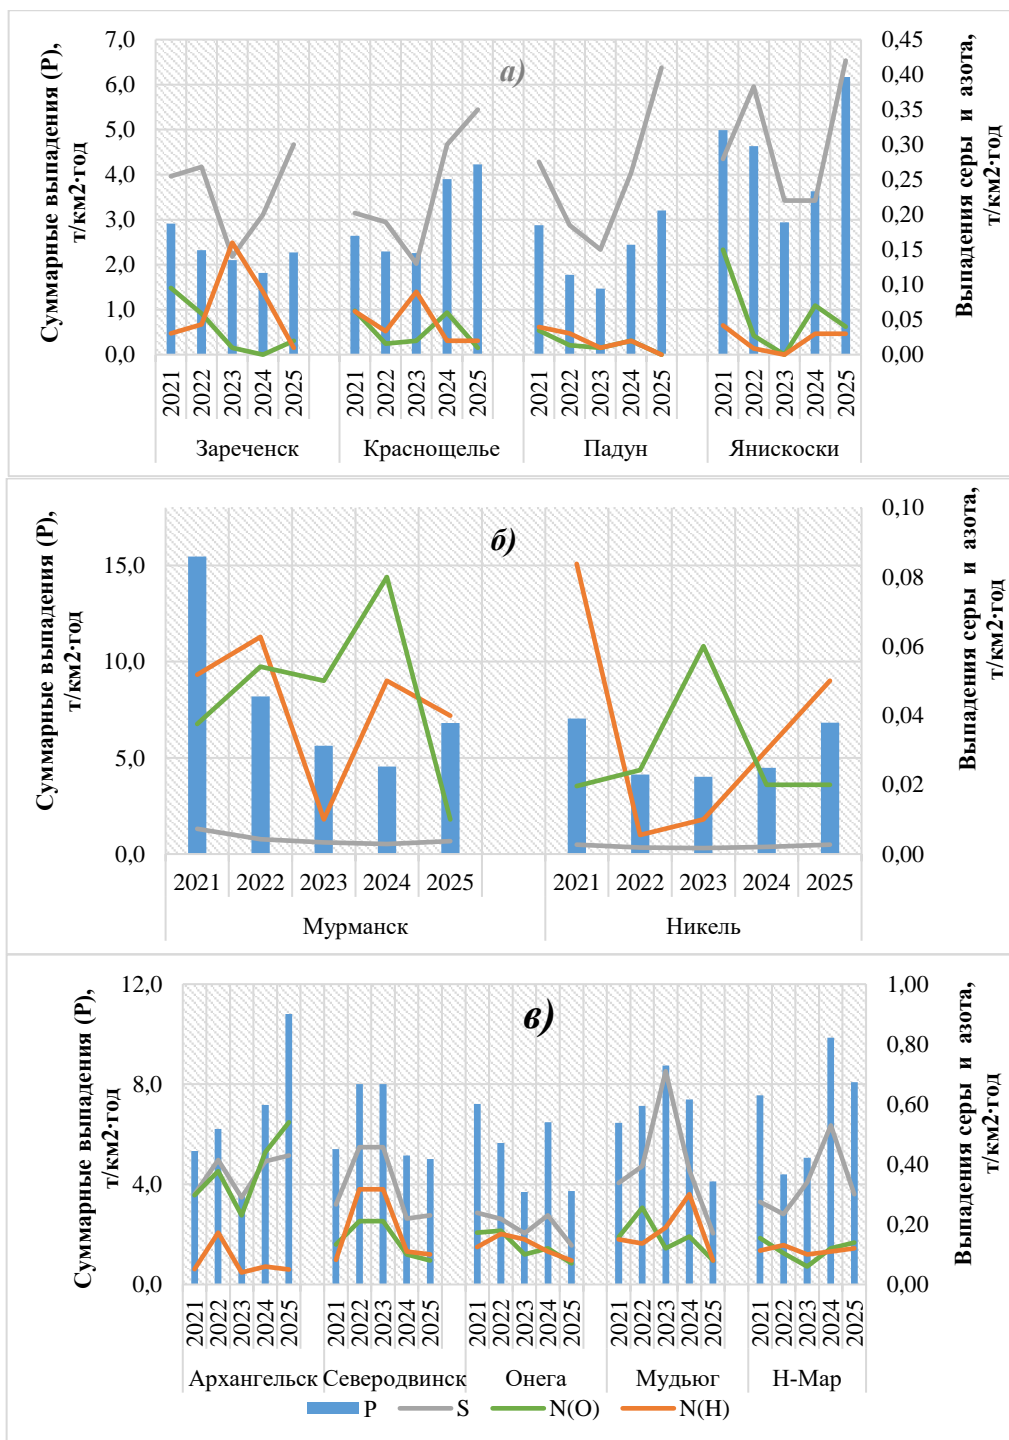 Суммарные выпадения (P),
т/км2·год
7,0
6,0
5,0
4,0
3,0
2,0
1,0
0,0
а)
0,45
0,40
0,35
0,30
0,25
0,20
0,15
0,10
0,05
0,00
Выпадения серы и азота,
т/км2·год
2021 2022 2023 2024 2025 2021 2022 2023 2024 2025 2021 2022 2023 2024 2025 2021 2022 2023 2024 2025
Зареченск Краснощелье Падун Янискоски
Суммарные выпадения (P),
т/км2·год
15,0
10,0
5,0
0,0
б)
0,10
0,08
0,06
0,04
0,02
0,00
Выпадения серы и азота,
т/км2·год
2021 2022 2023 2024 2025 2021 2022 2023 2024 2025
Мурманск Никель
Суммарные выпадения (P),
т/км2·год
12,0
8,0
4,0
0,0
в)
1,00
0,80
0,60
0,40
0,20
0,00
Выпадения серы и азота,
т/км2·год
2021 2022 2023 2024 2025 2021 2022 2023 2024 2025 2021 2022 2023 2024 2025 2021 2022 2023 2024 2025 2021 2022 2023 2024 2025
Архангельск Северодвинск Онега Мудьюг Н-Мар
P S N(O) N(H)